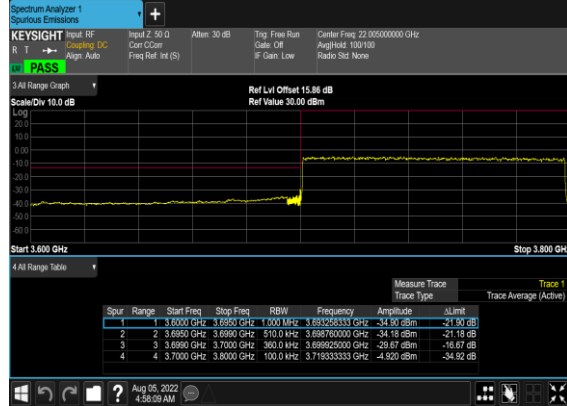 Spectrum Analyzer 1
Spurious Emissions
+
KEYSIGHT Input: RF Input Z: 50 Ω Atten: 30 dB Trig: Free Run Center Freq: 22.005000000 GHz
R T Coupling: DC Corr CCorr Gate: Off Avg|Hold: 100/100
Align: Auto Freq Ref: Int (S) IF Gain: Low Radio Std: None
PASS
3 All Range Graph
Ref Lvl Offset 15.86 dB
Scale/Div 10.0 dB Ref Value 30.00 dBm
Log
20.0
10.0
0.00
-10.0
-20.0
-30.0
-40.0
-50.0
-60.0
Start 3.600 GHz Stop 3.800 GH
4 All Range Table
Measure Trace Trace 1
Trace Type Trace Average (Active)
Spur Range Start Freq Stop Freq RBW Frequency Amplitude ΔLimit
1 1 3.6000 GHz 3.6950 GHz 1.000 MHz 3.693258333 GHz -34.90 dBm -21.90 dB
2 2 3.6950 GHz 3.6990 GHz 510.0 kHz 3.698760000 GHz -34.18 dBm -21.18 dB
3 3 3.6990 GHz 3.7000 GHz 360.0 kHz 3.699925000 GHz -29.67 dBm -16.67 dB
4 4 3.7000 GHz 3.8000 GHz 100.0 kHz 3.719333333 GHz -4.920 dBm -34.92 dB
? Aug 05, 2022
4:58:09 AM